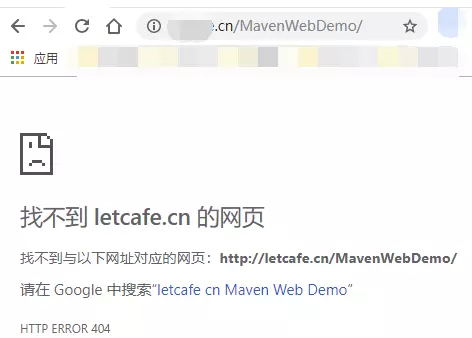 e.cn/MavenWebDemo/
应用
找不到 letcafe.cn 的网页
找不到与以下网址对应的网页：http://letcafe.cn/MavenWebDemo/
请在 Google 中搜索“letcafe cn Maven Web Demo”
HTTP ERROR 404